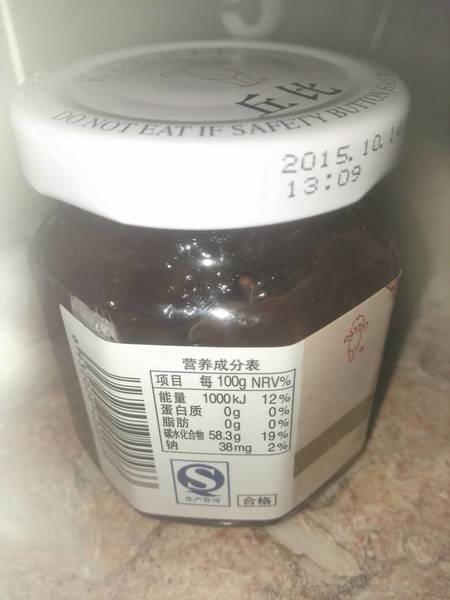 丘比
DO NOT EAT IF SAFETY BUTTON
2015.10.1
13:09
营养成分表
项目 每100g NRV%
能量 1000kJ 12%
蛋白质 0g 0%
脂肪 0g 0%
碳水化合物 58.3g 19%
钠 38mg 2%
生产许可
合格